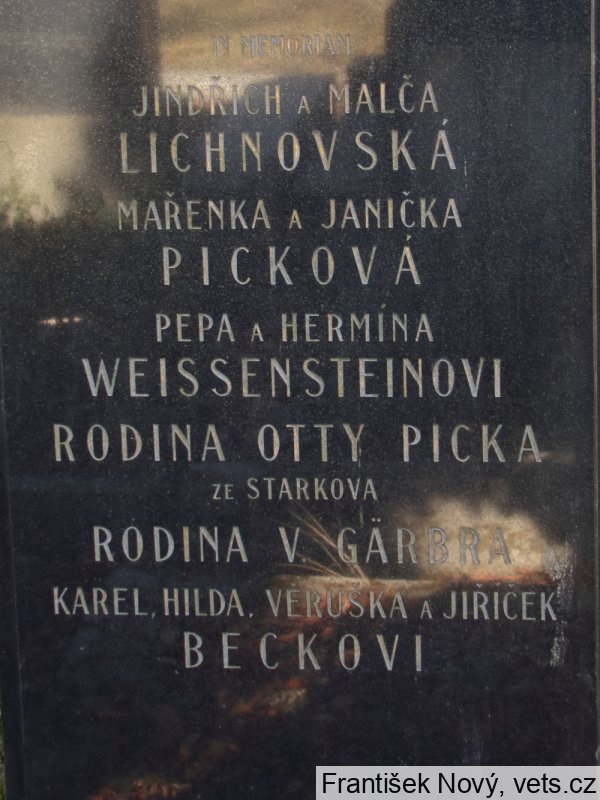 IN MEMORIAM
JINDŘICH A MALČA
LICHNOVSKÁ
MAŘENKA A JANIČKA
PICKOVÁ
PEPA A HERMÍNA
WEISSENSTEINOVI
RODINA OTTY PICKA
ZE STARKOVA
RODINA V. GÄRBRA
KAREL, HILDA, VĚRUŠKA A JIŘÍČEK
BECKOVI
František Nový, vets.cz